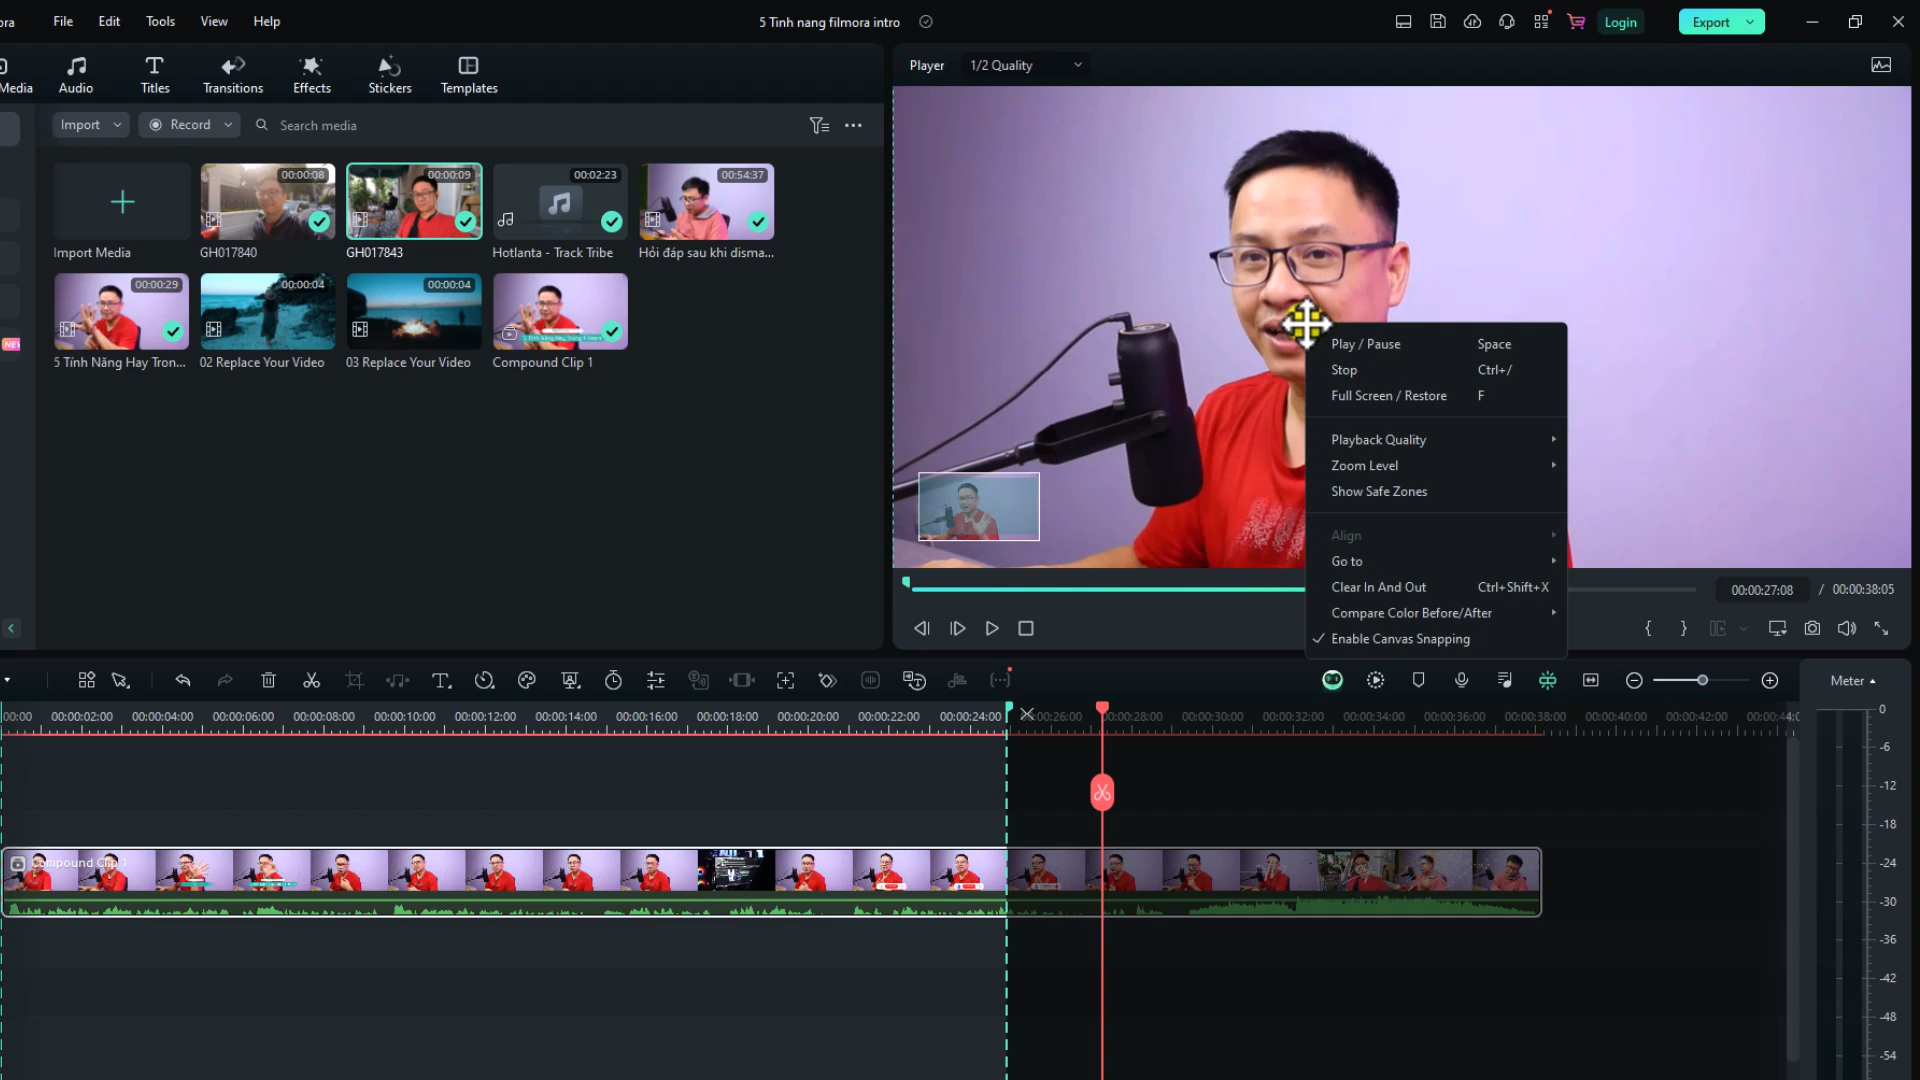 ora File Edit Tools View Help 5 Tinh nang filmora intro Login Export
Media Audio Titles Transitions Effects Stickers Templates
Player 1/2 Quality
Import Record Search media
00:00:08 00:00:09 00:02:23 00:54:37
Import Media GH017840 GH017843 Hotlanta - Track Tribe Hỏi đáp sau khi disma...
00:00:29 00:00:04 00:00:04
5 Tính Năng Hay Tron... 02 Replace Your Video 03 Replace Your Video Compound Clip 1
NEW
Play / Pause Space
Stop Ctrl+/
Full Screen / Restore F
Playback Quality
Zoom Level
Show Safe Zones
Align
Go to
Clear In And Out Ctrl+Shift+X
Compare Color Before/After
Enable Canvas Snapping
00:00:27:08 / 00:00:38:05
Meter
00:00 00:00:02:00 00:00:04:00 00:00:06:00 00:00:08:00 00:00:10:00 00:00:12:00 00:00:14:00 00:00:16:00 00:00:18:00 00:00:20:00 00:00:22:00 00:00:24:00 00:00:26:00 00:00:28:00 00:00:30:00 00:00:32:00 00:00:34:00 00:00:36:00 00:00:38:00 00:00:40:00 00:00:42:00 00:00:44:0
Compound Clip 1
0
-6
-12
-18
-24
-30
-36
-42
-48
-54